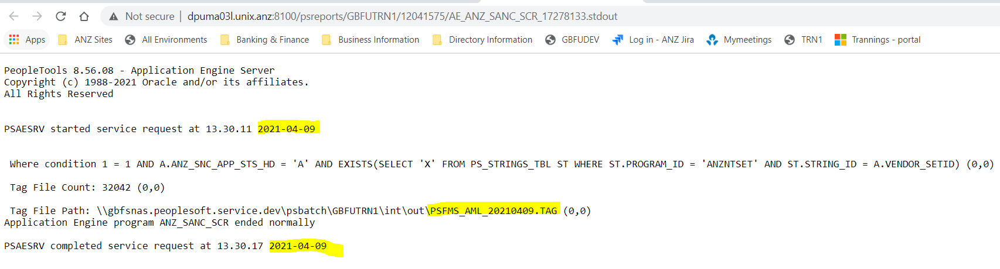 Not secure | dpuma03l.unix.anz:8100/psreports/GBFUTRN1/12041575/AE_ANZ_SANC_SCR_17278133.stdout
Apps ANZ Sites All Environments Banking & Finance Business Information Directory Information GBFUDEV Log in - ANZ Jira Mymeetings TRN1 Trannings - portal
PeopleTools 8.56.08 - Application Engine Server
Copyright (c) 1988-2021 Oracle and/or its affiliates.
All Rights Reserved
PSAESRV started service request at 13.30.11 2021-04-09
Where condition 1 = 1 AND A.ANZ_SNC_APP_STS_HD = 'A' AND EXISTS(SELECT 'X' FROM PS_STRINGS_TBL ST WHERE ST.PROGRAM_ID = 'ANZNTSET' AND ST.STRING_ID = A.VENDOR_SETID) (0,0)
Tag File Count: 32042 (0,0)
Tag File Path: \\gbfsnas.peoplesoft.service.dev\psbatch\GBFUTRN1\int\out\PSFMS_AML_20210409.TAG (0,0)
Application Engine program ANZ_SANC_SCR ended normally
PSAESRV completed service request at 13.30.17 2021-04-09